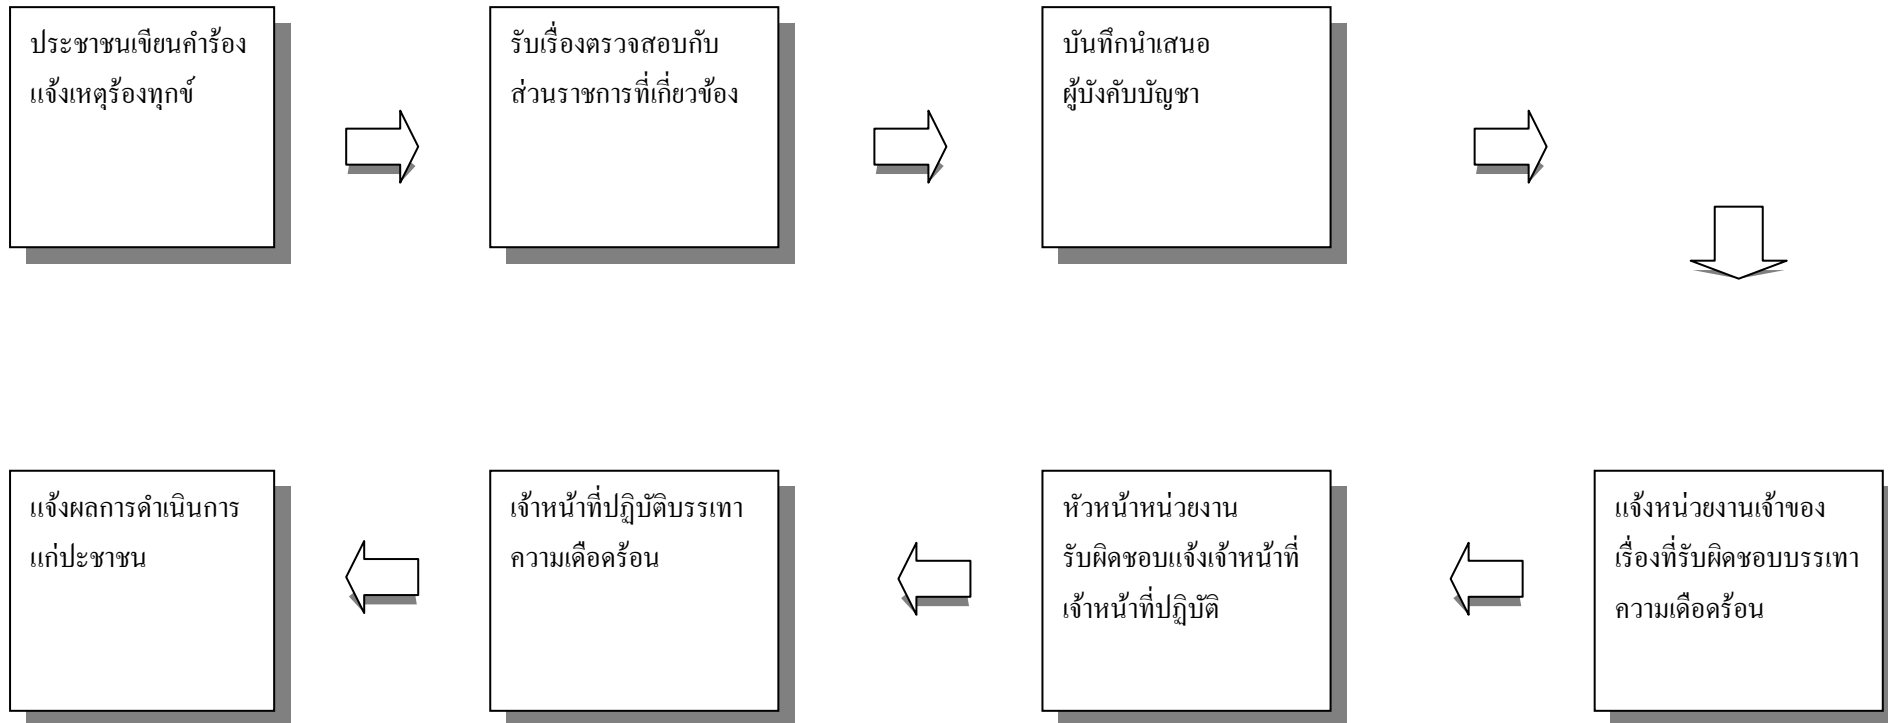 ประชาชนเขียนคำร้อง
แจ้งเหตุร้องทุกข์
รับเรื่องตรวจสอบกับ
ส่วนราชการที่เกี่ยวข้อง
บันทึกนำเสนอ
ผู้บังคับบัญชา
แจ้งหน่วยงานเจ้าของ
เรื่องที่รับผิดชอบบรรเทา
ความเดือดร้อน
หัวหน้าหน่วยงาน
รับผิดชอบแจ้งเจ้าหน้าที่
เจ้าหน้าที่ปฏิบัติ
เจ้าหน้าที่ปฏิบัติบรรเทา
ความเดือดร้อน
แจ้งผลการดำเนินการ
แก่ประชาชน